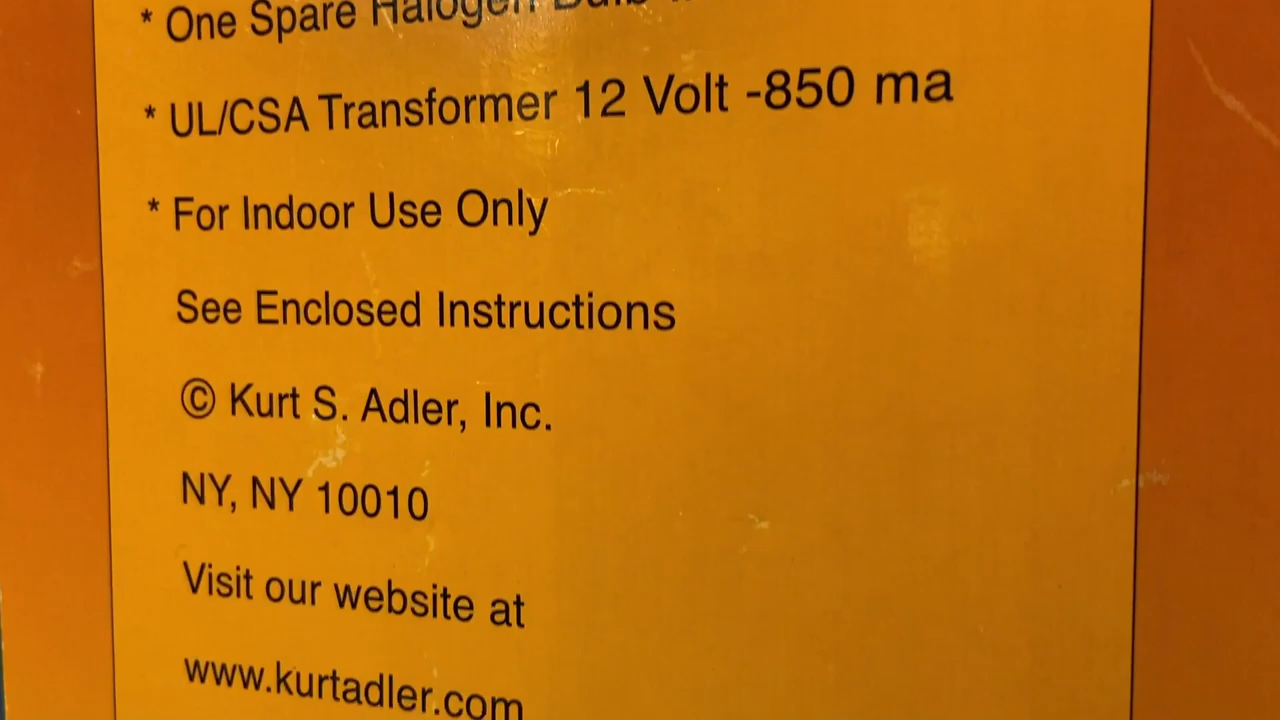 * One Spare Halogen Bulb
* UL/CSA Transformer 12 Volt -850 ma
* For Indoor Use Only
See Enclosed Instructions
© Kurt S. Adler, Inc.
NY, NY 10010
Visit our website at
www.kurtadler.com